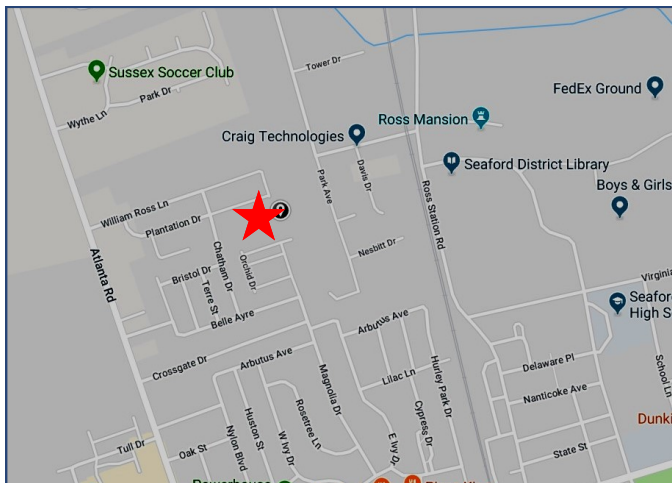 Tower Dr
Sussex Soccer Club
FedEx Ground
Park Dr
Wythe Ln
Ross Mansion
Craig Technologies
Seaford District Library
Davis Dr
Park Ave
Boys & Girls
Ross Station Rd
William Ross Ln
Plantation Dr
Nesbitt Dr
Atlanta Rd
Chatham Dr
Orchid Dr
Bristol Dr
Terre St
Virginia
Seafor
High S
Belle Ayre
Arbutus Ave
Crossgate Dr
Arbutus Ave
Delaware Pl
School Ln
Magnolia Dr
Lilac Ln
Hurley Park Dr
Nanticoke Ave
Rosetree Ln
Huston St
Cypress Dr
Dunki
Tull Dr
Oak St
Nylon Blvd
W Ivy Dr
E Ivy Dr
State St